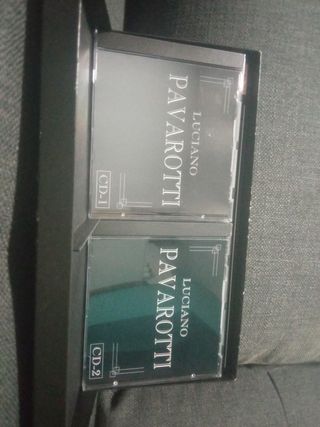 LUCIANO
PAVAROTTI
CD-1
LUCIANO
PAVAROTTI
CD-2